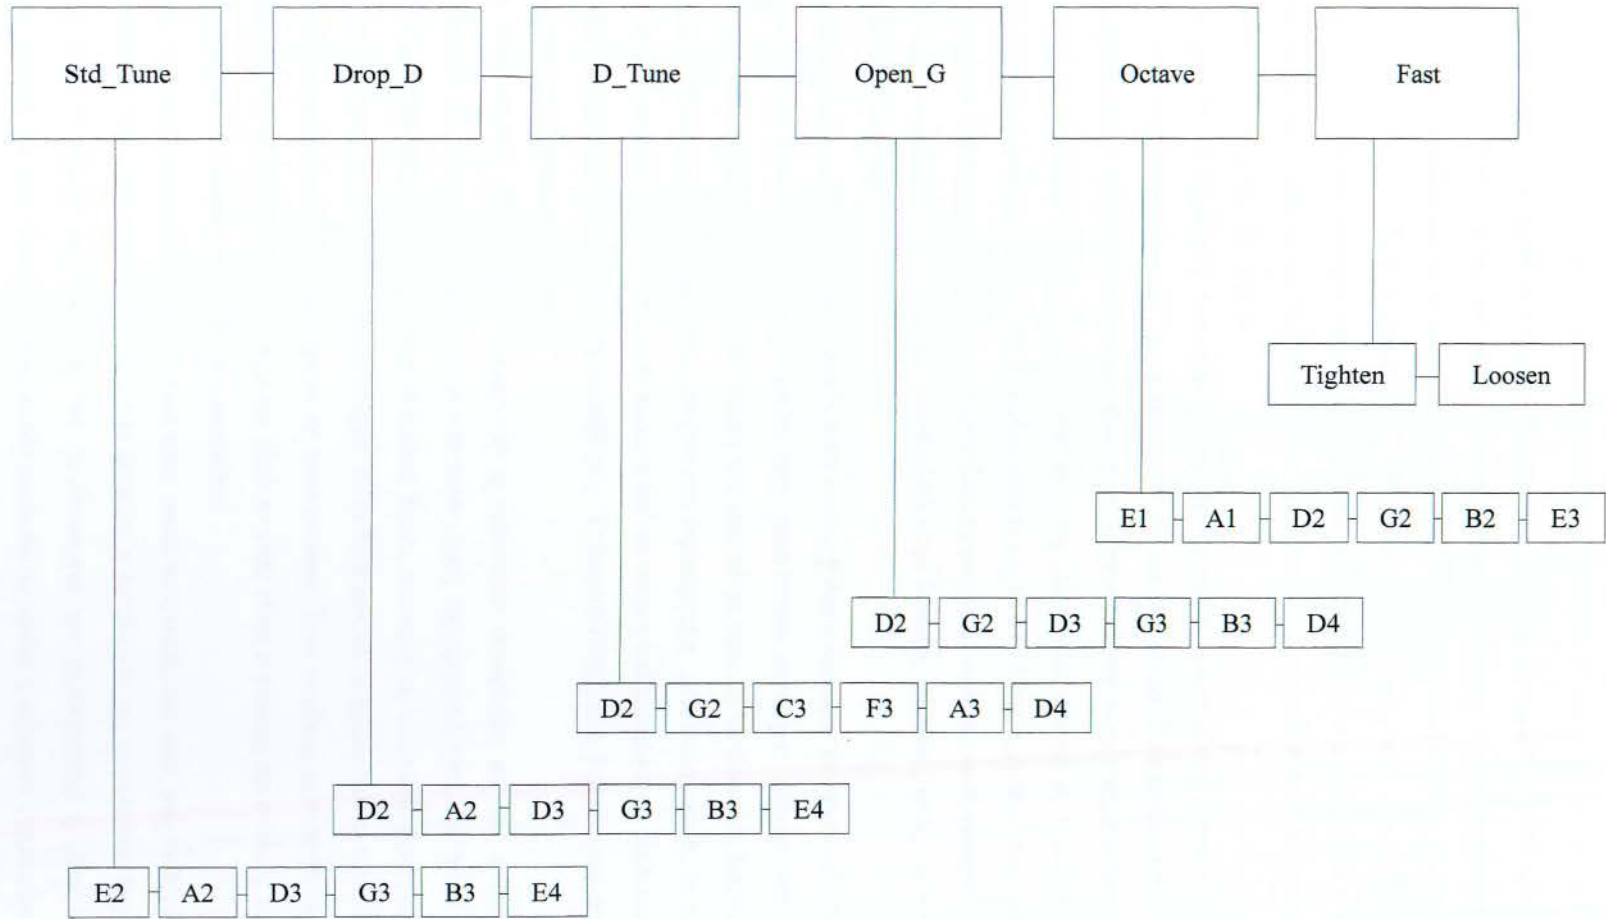 Std_Tune Drop_D D_Tune Open_G Octave Fast
Tighten Loosen
E1 A1 D2 G2 B2 E3
D2 G2 D3 G3 B3 D4
D2 G2 C3 F3 A3 D4
D2 A2 D3 G3 B3 E4
E2 A2 D3 G3 B3 E4